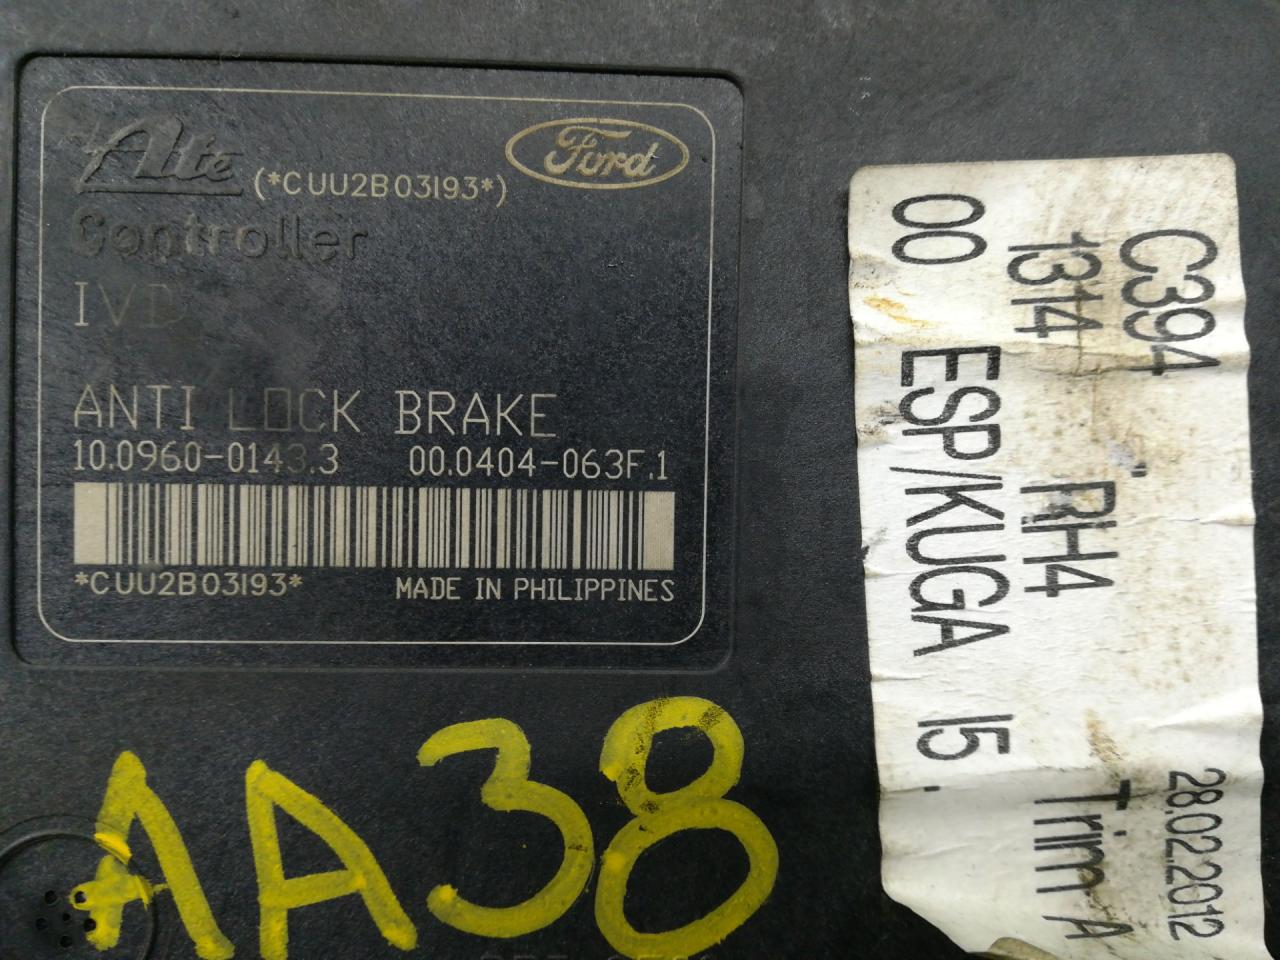 Ate
(*CUU2B03193*)
Ford
Controller
IVD
ANTI LOCK BRAKE
10.0960-0143.3 00.0404-063F.1
*CUU2B03193*
MADE IN PHILIPPINES
AA38
C394 28.02.2012
1314 RH4 Trim A
00 ESP/KUGA 15.